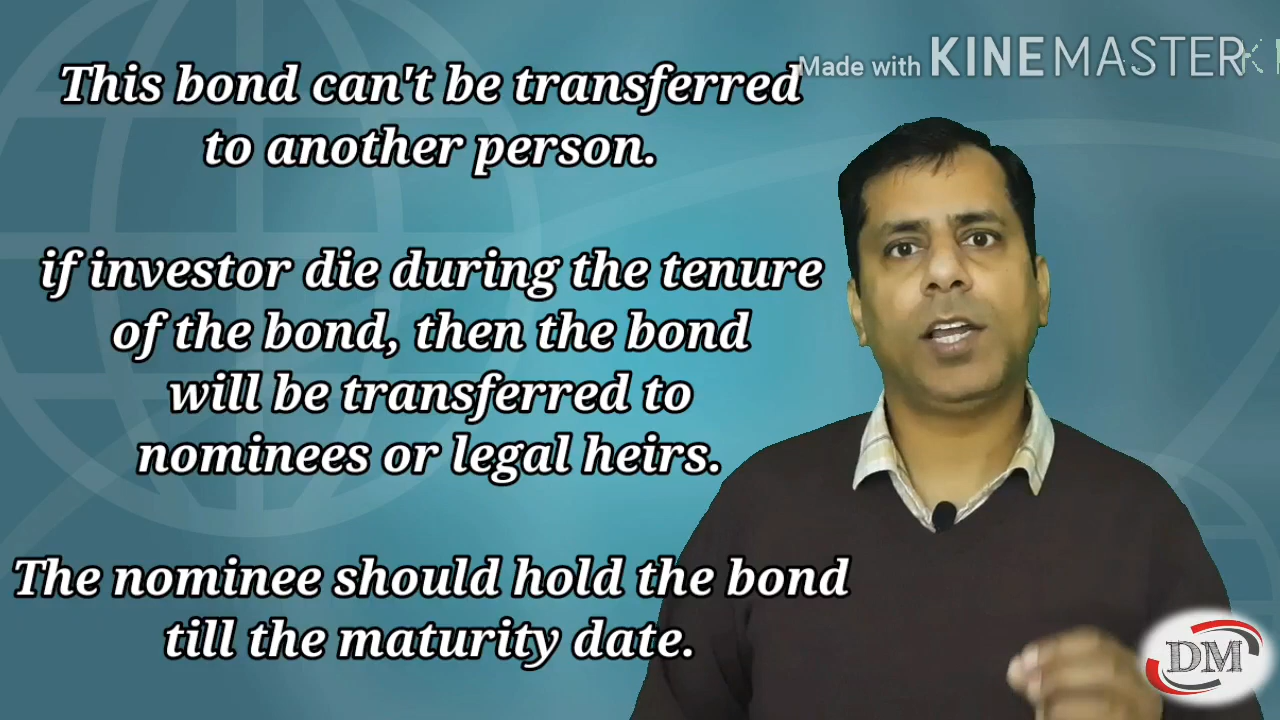 Made with KINEMASTER
This bond can't be transferred
to another person.
if investor die during the tenure
of the bond, then the bond
will be transferred to
nominees or legal heirs.
The nominee should hold the bond
till the maturity date.
DM